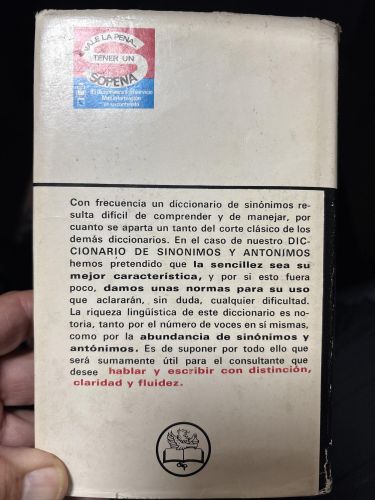 VALE LA PENA...
TENER UN
SOPENA
Con frecuencia un diccionario de sinónimos re-
sulta difícil de comprender y de manejar, por
cuanto se aparta un tanto del corte clásico de los
demás diccionarios. En el caso de nuestro DIC-
CIONARIO DE SINONIMOS Y ANTONIMOS
hemos pretendido que la sencillez sea su
mejor característica, y por si esto fuera
poco, damos unas normas para su uso
que aclararán, sin duda, cualquier dificultad.
La riqueza lingüística de este diccionario es no-
toria, tanto por el número de voces en sí mismas,
como por la abundancia de sinónimos y
antónimos. Es de suponer por todo ello que
será sumamente útil para el consultante que
desee hablar y escribir con distinción,
claridad y fluidez.